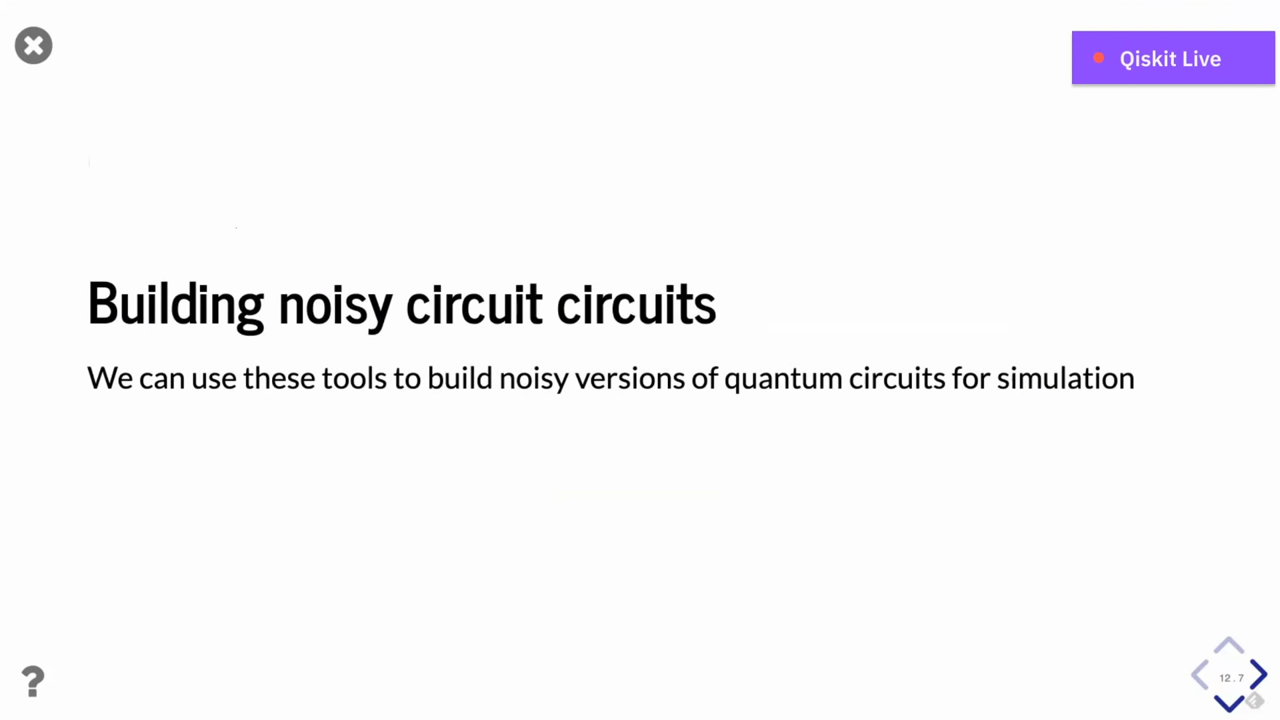 Qiskit Live
Building noisy circuit circuits
We can use these tools to build noisy versions of quantum circuits for simulation
?
12.7